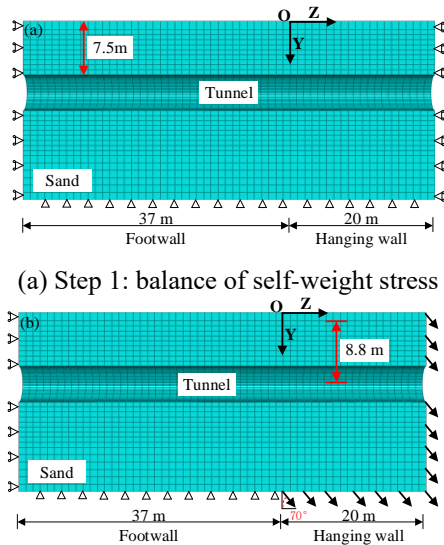 (a)
O Z
Y
7.5m
Tunnel
Sand
37 m 20 m
Footwall Hanging wall
(a) Step 1: balance of self-weight stress
(b)
O Z
Y
8.8 m
Tunnel
Sand
70°
37 m 20 m
Footwall Hanging wall